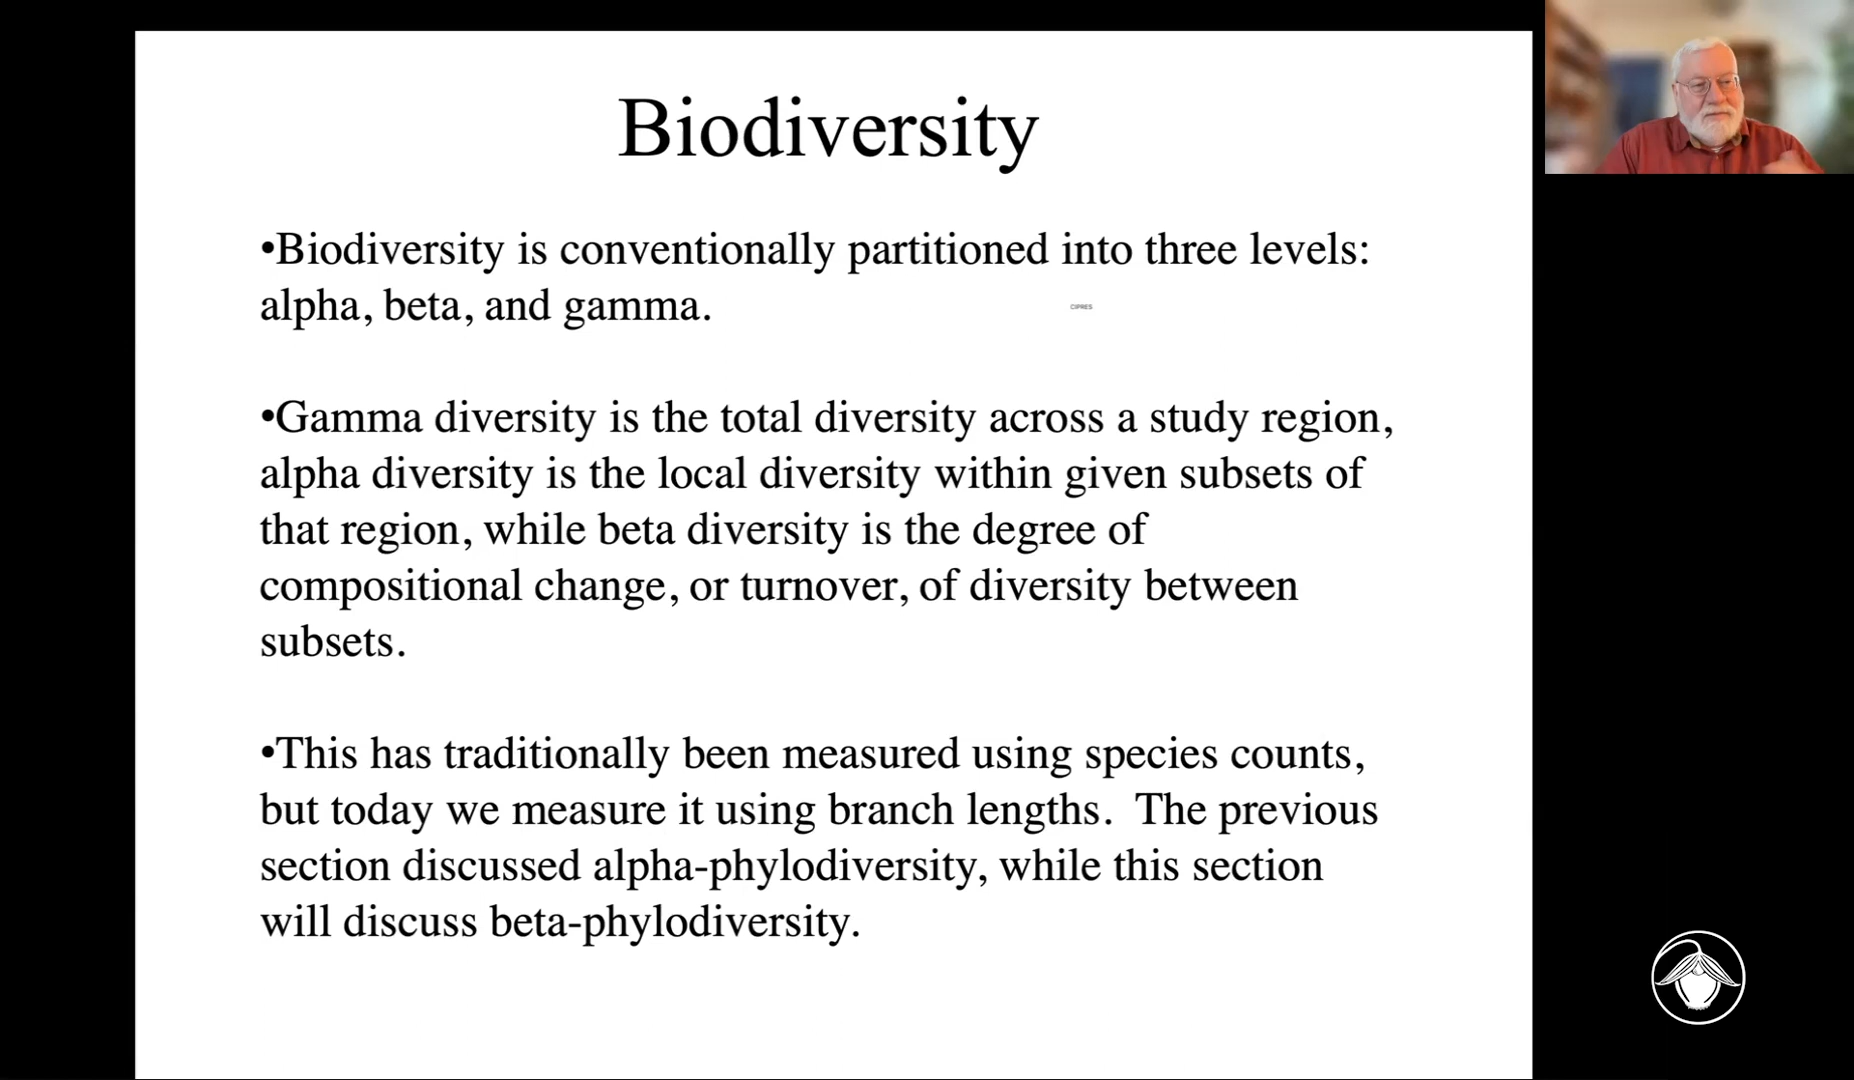 Biodiversity
•Biodiversity is conventionally partitioned into three levels:
alpha, beta, and gamma.
CIPRES
•Gamma diversity is the total diversity across a study region,
alpha diversity is the local diversity within given subsets of
that region, while beta diversity is the degree of
compositional change, or turnover, of diversity between
subsets.
•This has traditionally been measured using species counts,
but today we measure it using branch lengths.  The previous
section discussed alpha-phylodiversity, while this section
will discuss beta-phylodiversity.